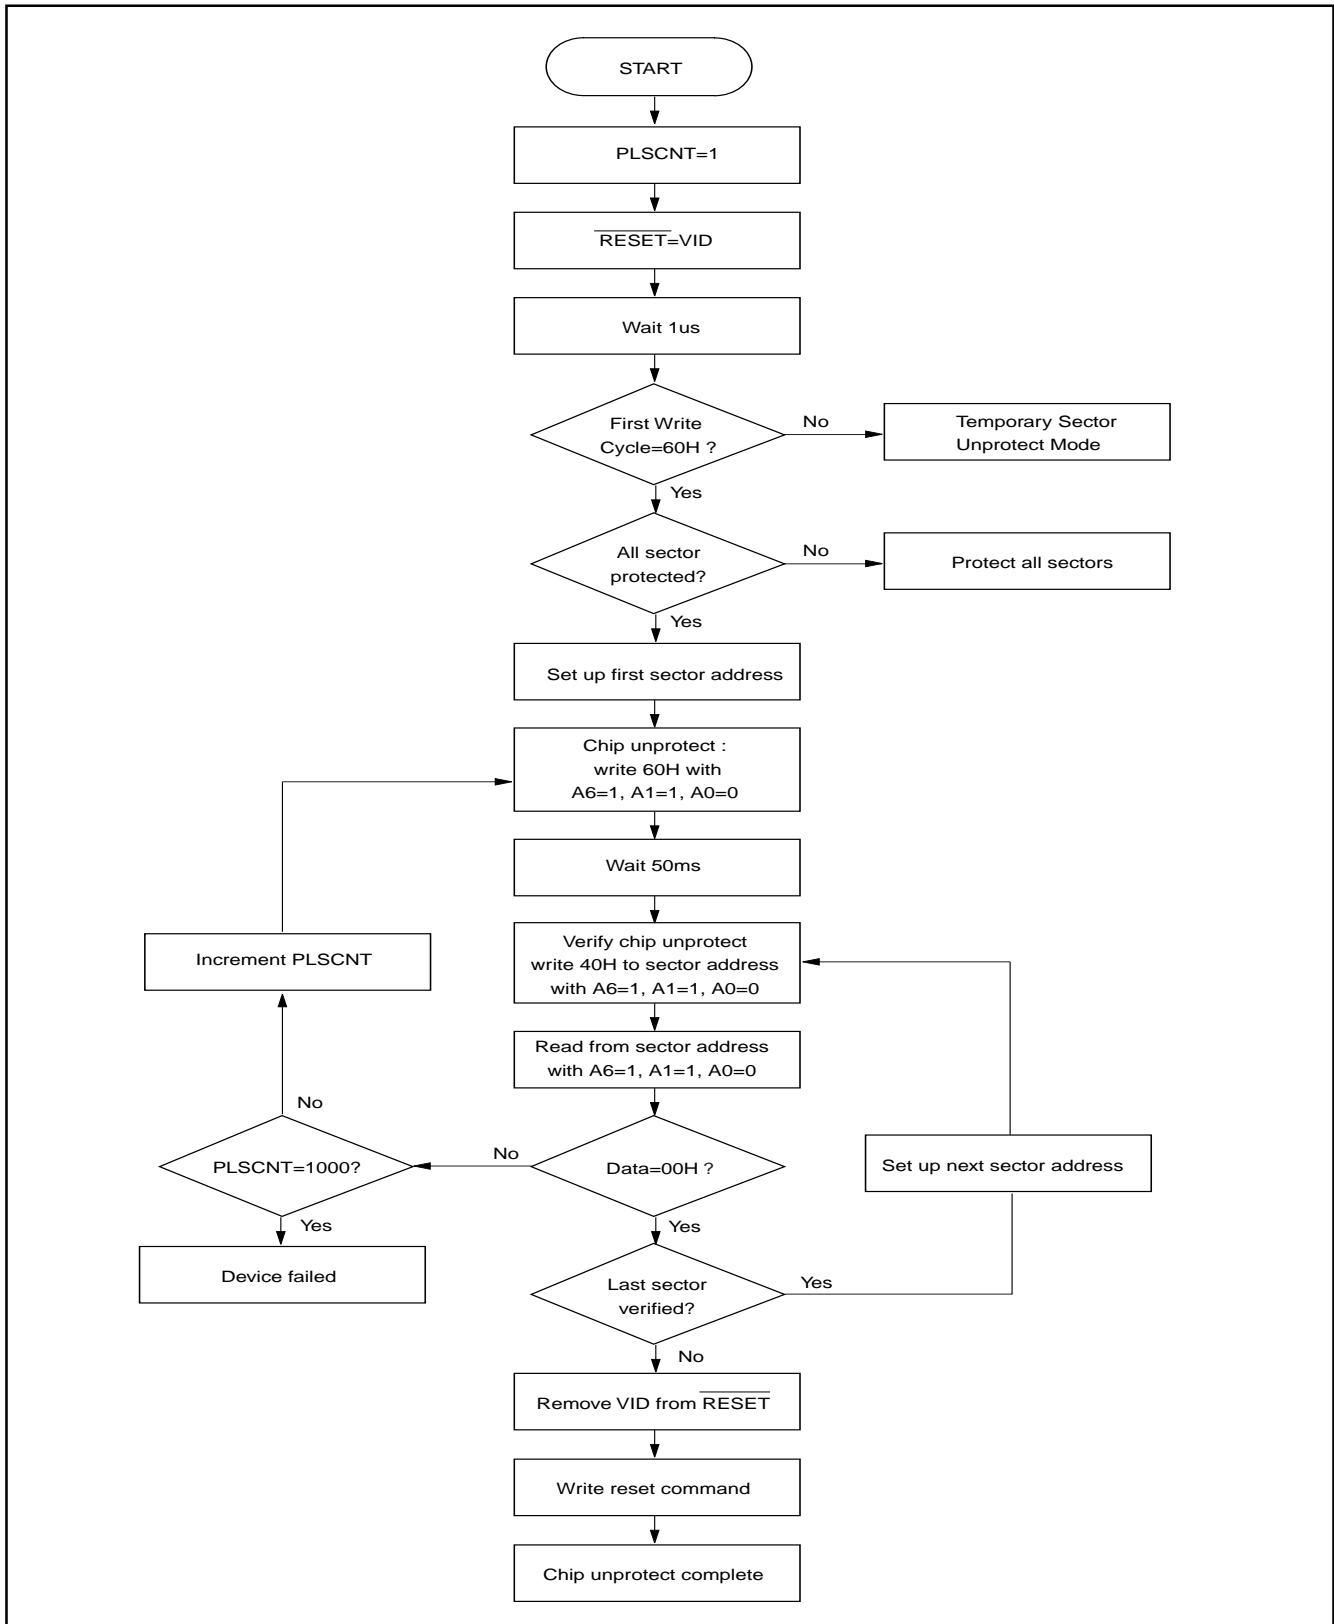 START
PLSCNT=1
RESET=VID
Wait 1us
First Write
Cycle=60H ?
No
Temporary Sector
Unprotect Mode
Yes
All sector
protected?
No
Protect all sectors
Yes
Set up first sector address
Chip unprotect :
write 60H with
A6=1, A1=1, A0=0
Wait 50ms
Increment PLSCNT
Verify chip unprotect
write 40H to sector address
with A6=1, A1=1, A0=0
Read from sector address
with A6=1, A1=1, A0=0
No
PLSCNT=1000?
No
Data=00H ?
Set up next sector address
Yes
Yes
Device failed
Last sector
verified?
Yes
No
Remove VID from RESET
Write reset command
Chip unprotect complete